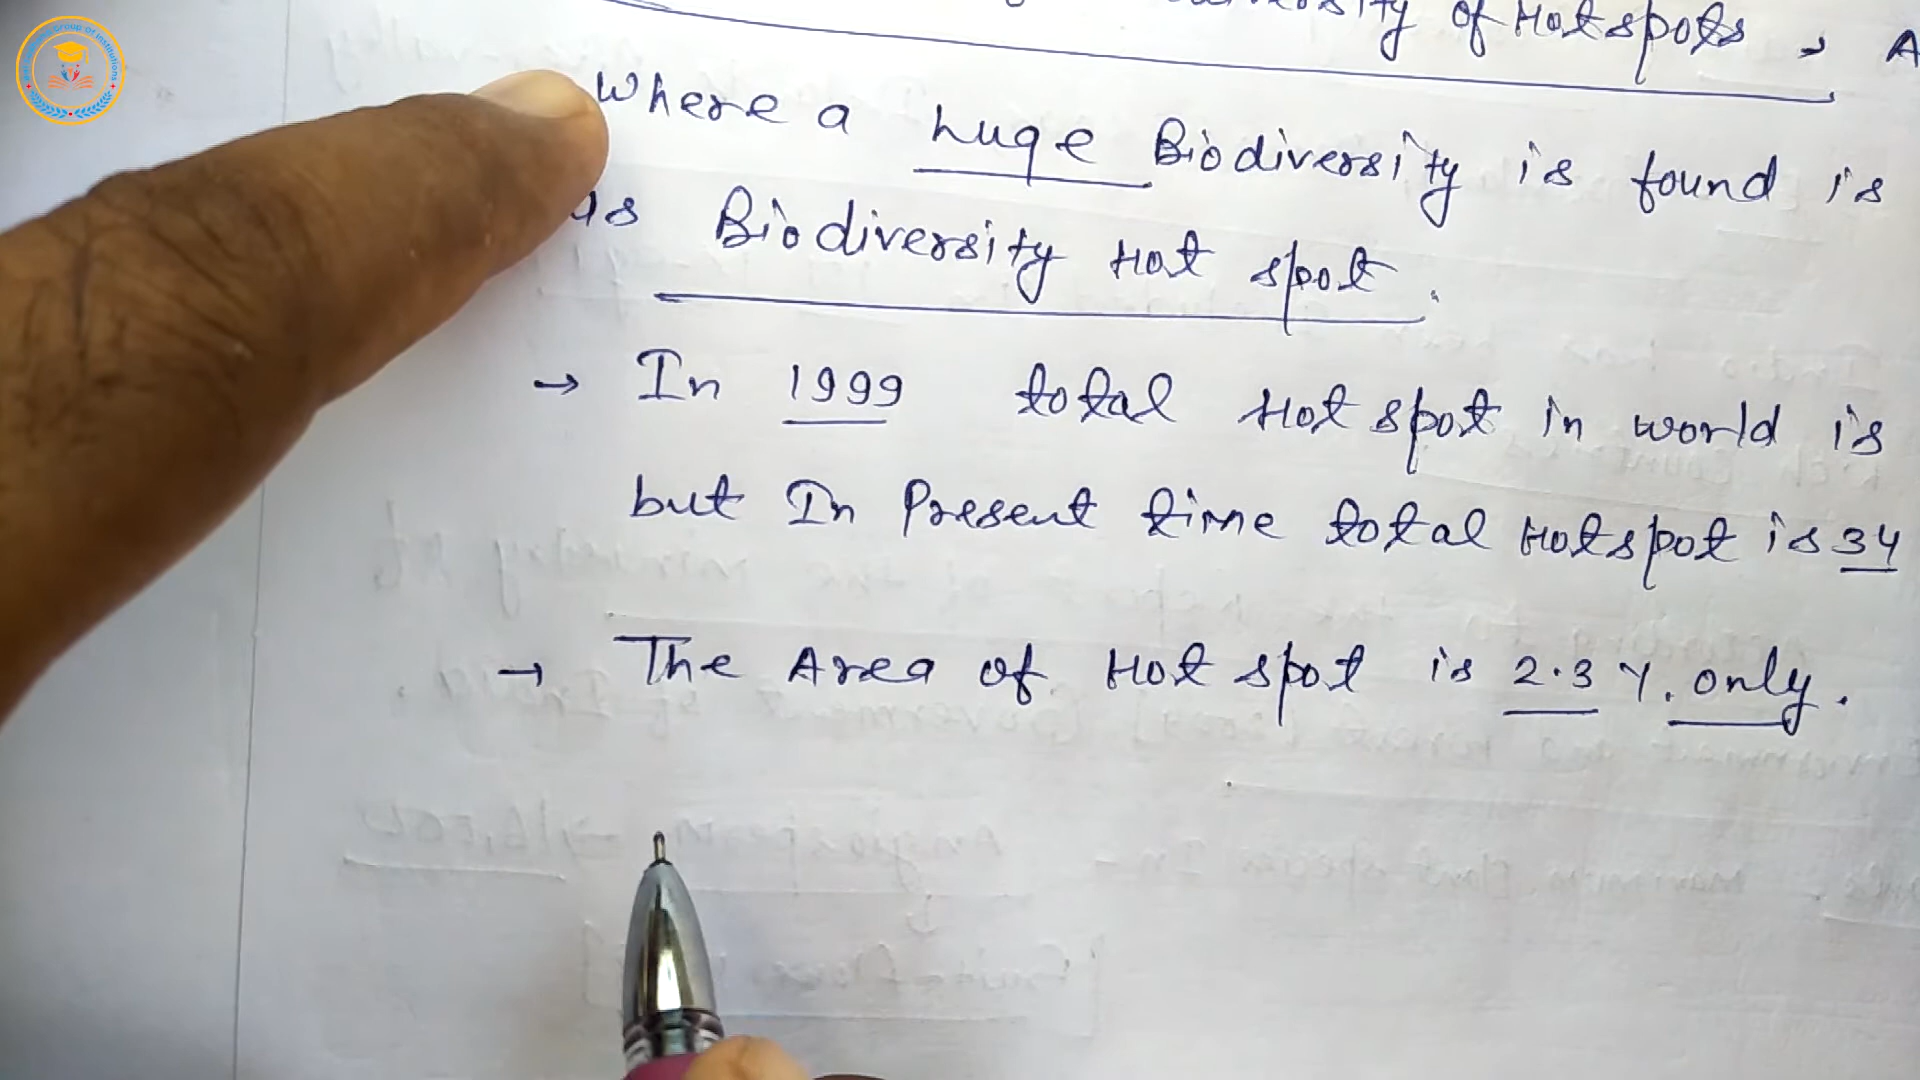 of Hotspots, A
Where a huge Biodiversity is found is
as Biodiversity Hot spot.
→ In 1999 total Hot spot in world is
but In Present time total Hotspot is 34
→ The Area of Hot spot is 2.3 %. only.